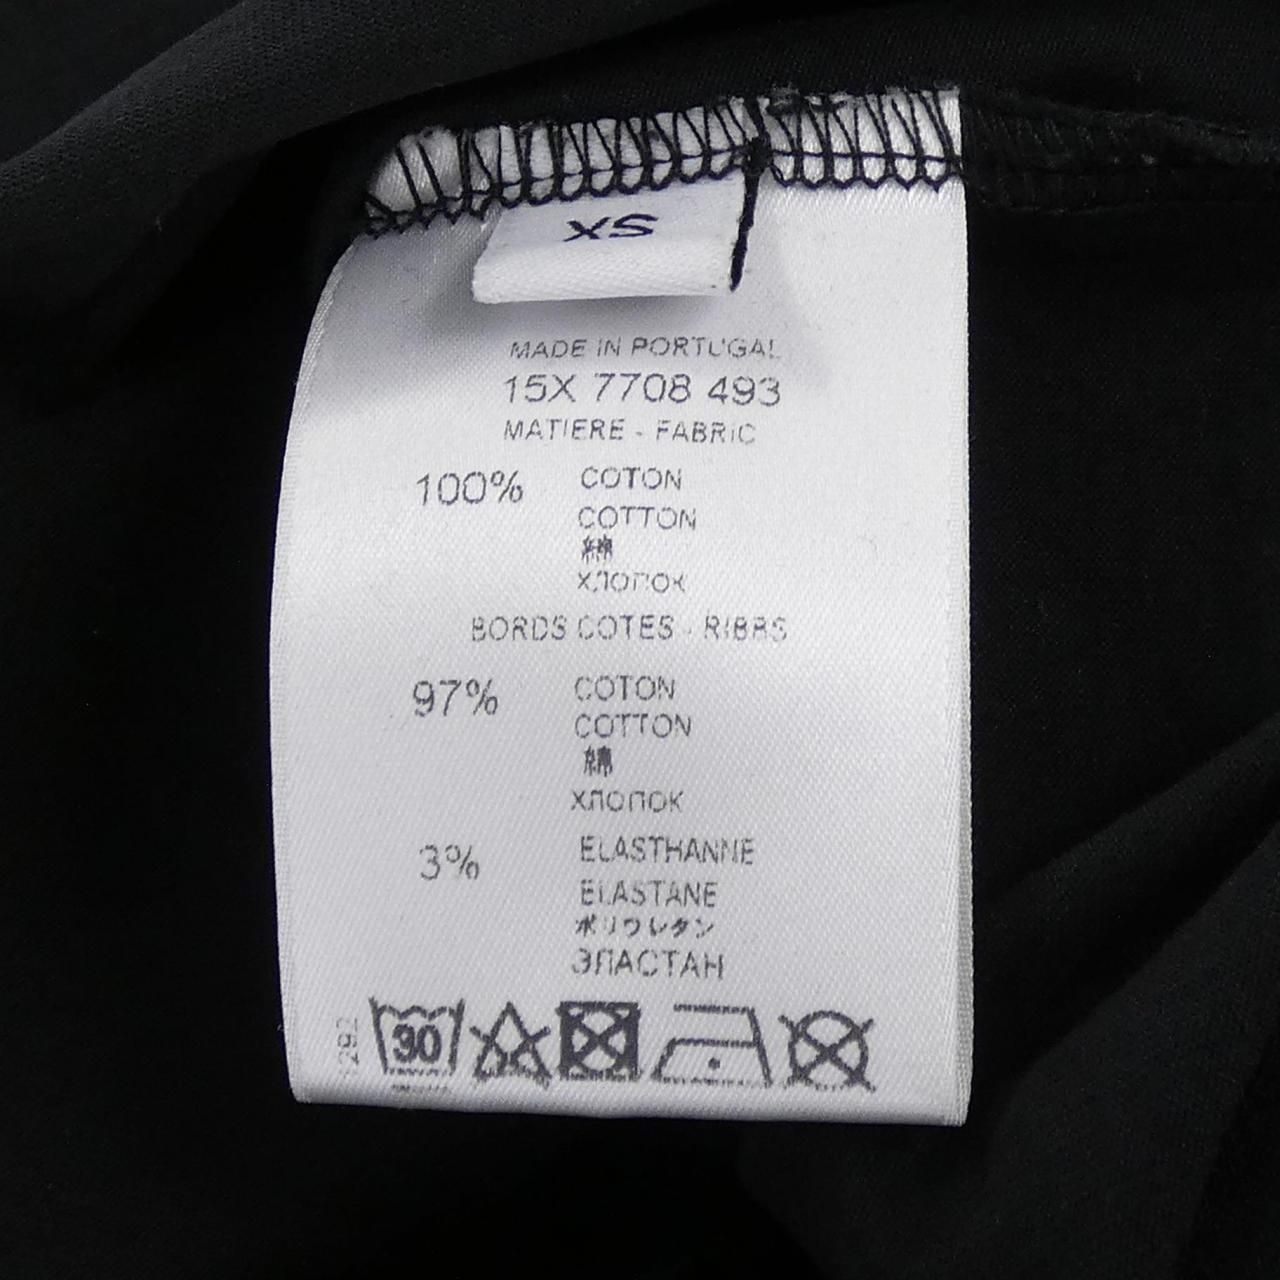 XS
MADE IN PORTUGAL
15X 7708 493
MATIERE - FABRIC
100% COTON
COTTON
綿
ХЛОПОК
BORDS COTES - RIBBS
97% COTON
COTTON
綿
ХЛОПОК
3% ELASTHANNE
ELASTANE
ポリウレタン
ЭЛАСТАН
30